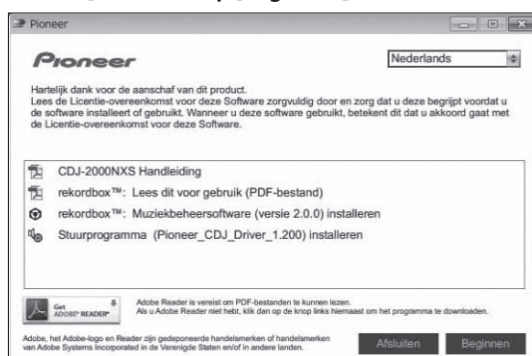 Pioneer
Pioneer
Nederlands
Hartelijk dank voor de aanschaf van dit product.
Lees de Licentie-overeenkomst voor deze Software zorgvuldig door en zorg dat u deze begrijpt voordat u
de software installeert of gebruikt. Wanneer u deze software gebruikt, betekent dit dat u akkoord gaat met
de Licentie-overeenkomst voor deze Software.
CDJ-2000NXS Handleiding
rekordbox™: Lees dit voor gebruik (PDF-bestand)
rekordbox™: Muziekbeheersoftware (versie 2.0.0) installeren
Stuurprogramma (Pioneer_CDJ_Driver_1.200) installeren
Get
ADOBE® READER®
Adobe Reader is vereist om PDF-bestanden te kunnen lezen.
Als u Adobe Reader niet hebt, klik dan op de knop links hiernaast om het programma te downloaden.
Adobe, het Adobe-logo en Reader zijn gedeponeerde handelsmerken of handelsmerken
van Adobe Systems Incorporated in de Verenigde Staten en/of in andere landen.
Afsluiten
Beginnen